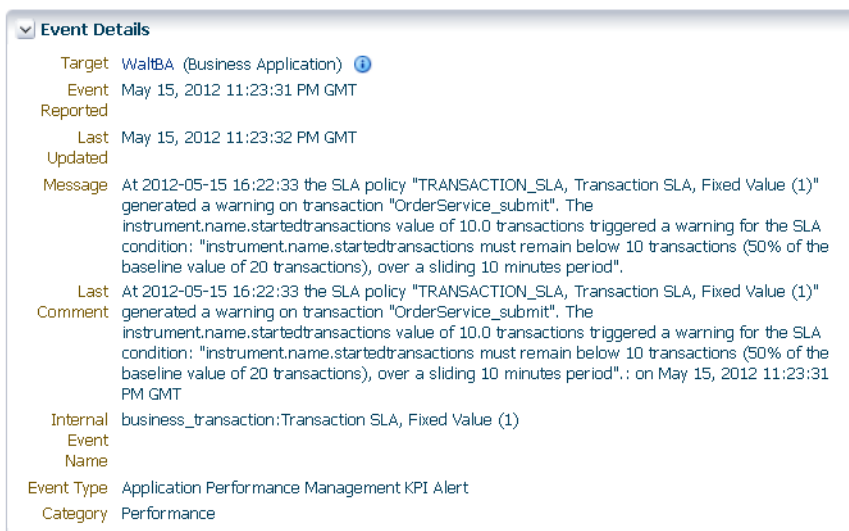 Event Details
Target WaltBA (Business Application)
Event Reported May 15, 2012 11:23:31 PM GMT
Last Updated May 15, 2012 11:23:32 PM GMT
Message At 2012-05-15 16:22:33 the SLA policy "TRANSACTION_SLA, Transaction SLA, Fixed Value (1)"
generated a warning on transaction "OrderService_submit". The
instrument.name.startedtransactions value of 10.0 transactions triggered a warning for the SLA
condition: "instrument.name.startedtransactions must remain below 10 transactions (50% of the
baseline value of 20 transactions), over a sliding 10 minutes period".
Last Comment At 2012-05-15 16:22:33 the SLA policy "TRANSACTION_SLA, Transaction SLA, Fixed Value (1)"
generated a warning on transaction "OrderService_submit". The
instrument.name.startedtransactions value of 10.0 transactions triggered a warning for the SLA
condition: "instrument.name.startedtransactions must remain below 10 transactions (50% of the
baseline value of 20 transactions), over a sliding 10 minutes period".: on May 15, 2012 11:23:31
PM GMT
Internal Event Name business_transaction:Transaction SLA, Fixed Value (1)
Event Type Application Performance Management KPI Alert
Category Performance